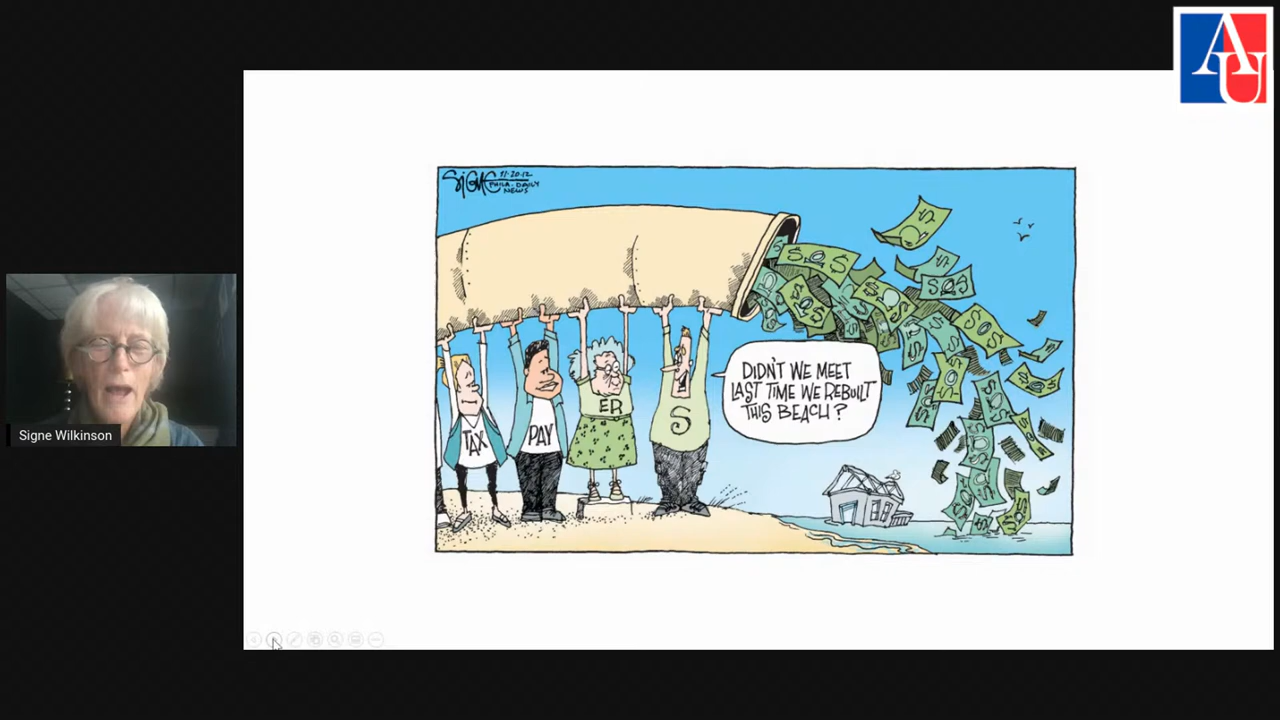 AU
Signe 11·20·12
PHILA·DAILY
NEWS
DIDN'T WE MEET
LAST TIME WE REBUILT
THIS BEACH?
TAX
PAY
ER
S
Signe Wilkinson